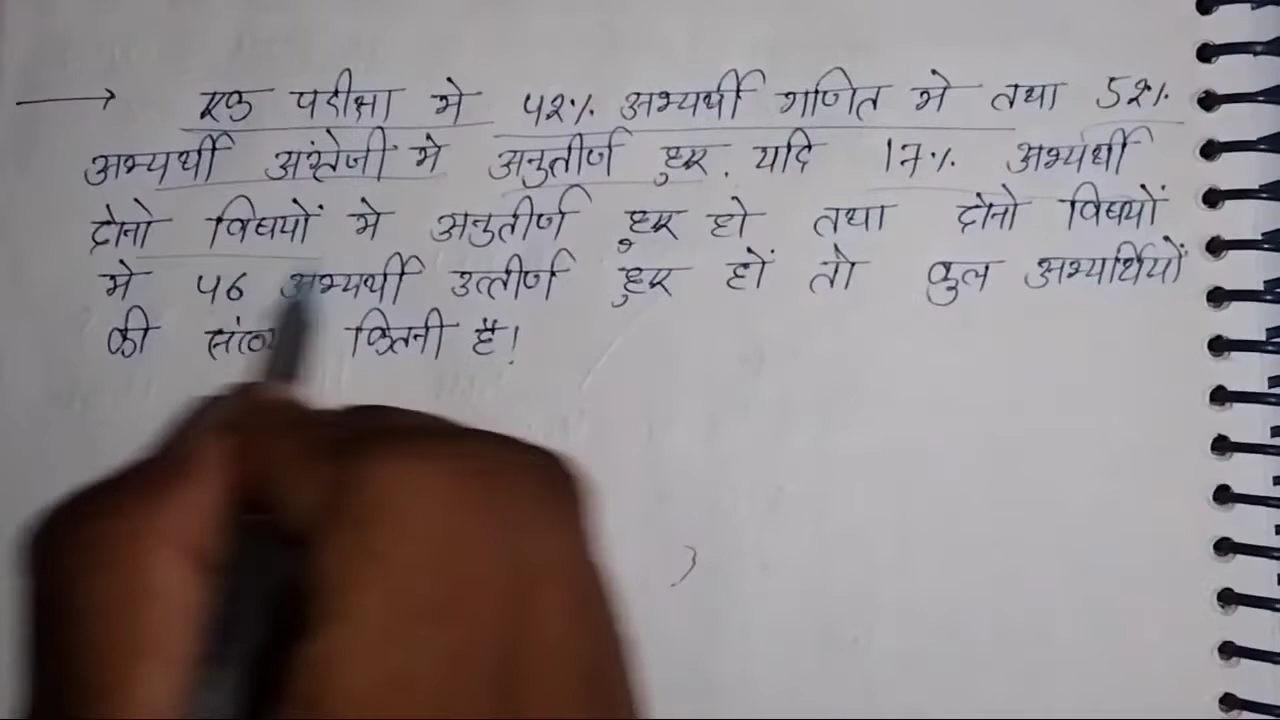 → एक परीक्षा मे 42% अभ्यर्थी गणित मे तथा 52%
अभ्यर्थी अंग्रेजी मे अनुतीर्ण हुए. यदि 17% अभ्यर्थी
दोनो विषयों मे अनुतीर्ण हुए हो तथा दोनो विषयों
मे 46 अभ्यर्थी उत्तीर्ण हुए हों तो कुल अभ्यर्थियों
की कितनी है!